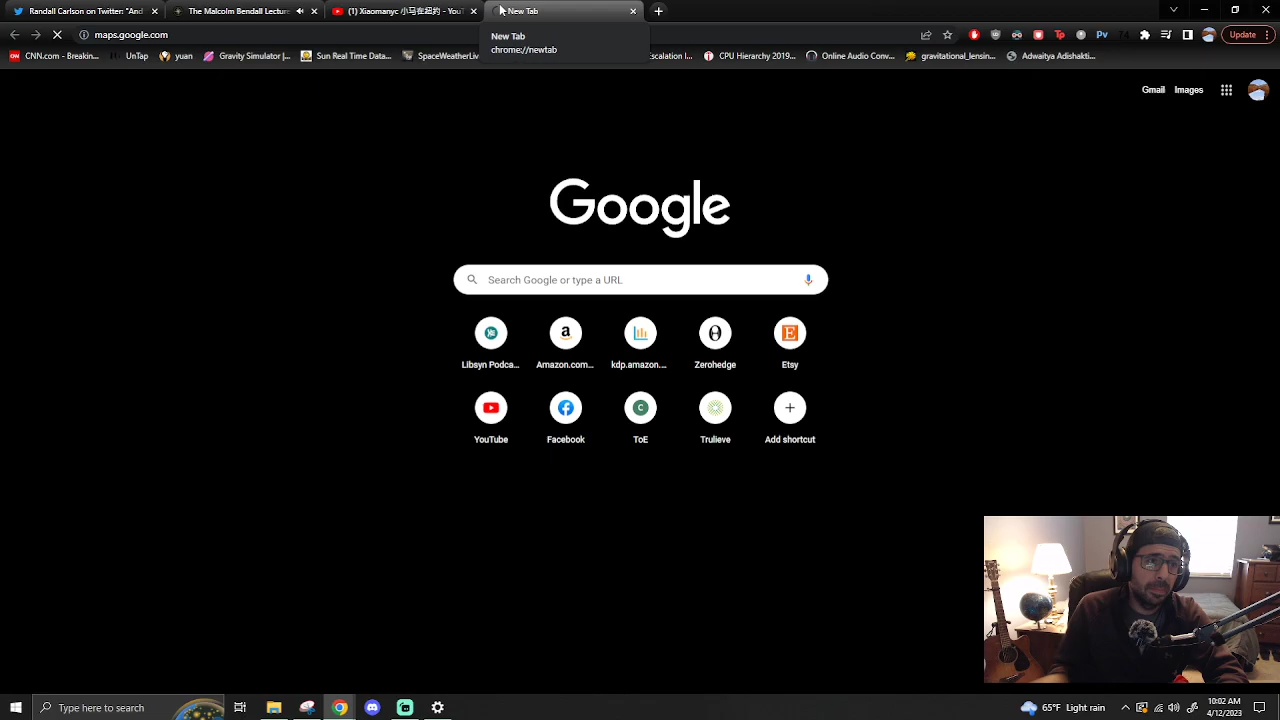 Randall Carlson on Twitter: "And
The Malcolm Bendall Lecture
(1) Xiaomanyc 小马在纽约 - YouT
New Tab
maps.google.com
New Tab
chrome://newtab
74
Update
CNN.com - Breakin...
UnTap
yuan
Gravity Simulator |...
Sun Real Time Data...
SpaceWeatherLiv
Escalation l...
CPU Hierarchy 2019...
Online Audio Conv...
gravitational_lensin...
Adwaitya Adishakti...
Gmail
Images
Google
Search Google or type a URL
Libsyn Podca...
Amazon.com...
kdp.amazon....
Zerohedge
Etsy
YouTube
Facebook
ToE
Trulieve
Add shortcut
Type here to search
65°F Light rain
10:02 AM
4/12/2023